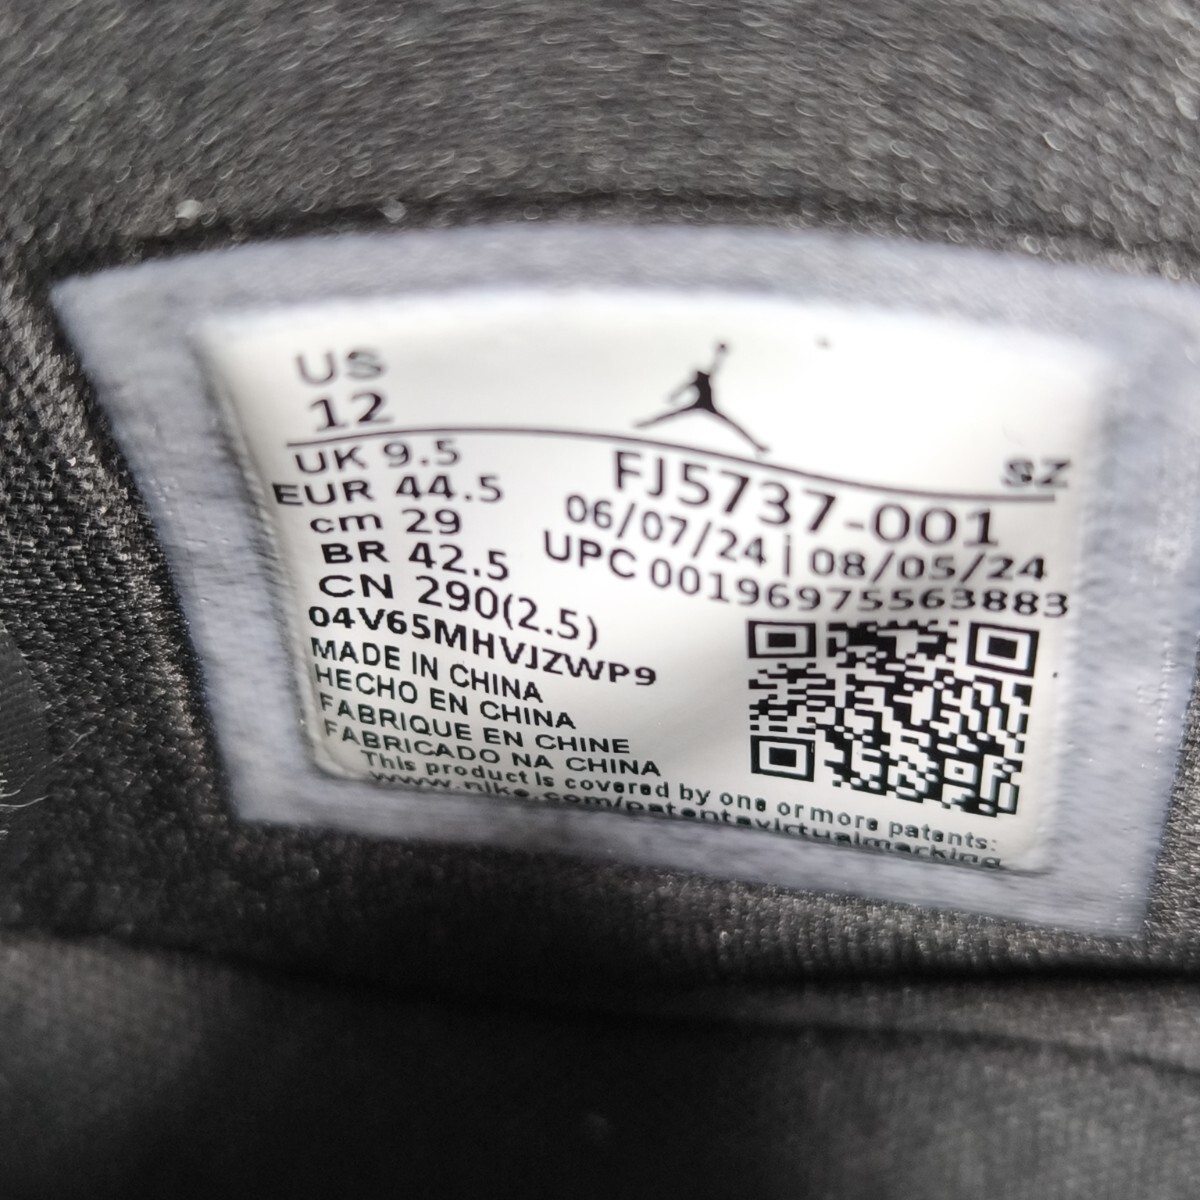 US
12
SZ
UK 9.5
EUR 44.5
cm 29
BR 42.5
CN 290(2.5)
FJ5737-001
06/07/24 | 08/05/24
UPC 00196975563883
04V65MHVJZWP9
MADE IN CHINA
HECHO EN CHINA
FABRIQUE EN CHINE
FABRICADO NA CHINA
This product is covered by one or more patents:
www.nike.com/patentsvirtualmarking